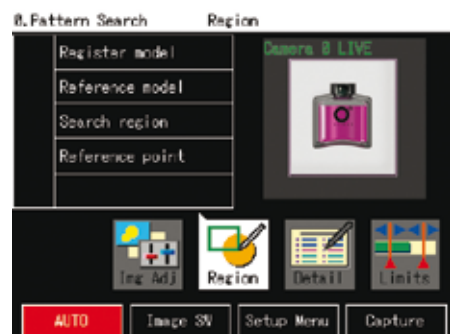 0.Pattern Search Region
Register model
Camera 0 LIVE
Reference model
Search region
Reference point
Img Adj Region Detail Limits
AUTO Image SW Setup Menu Capture